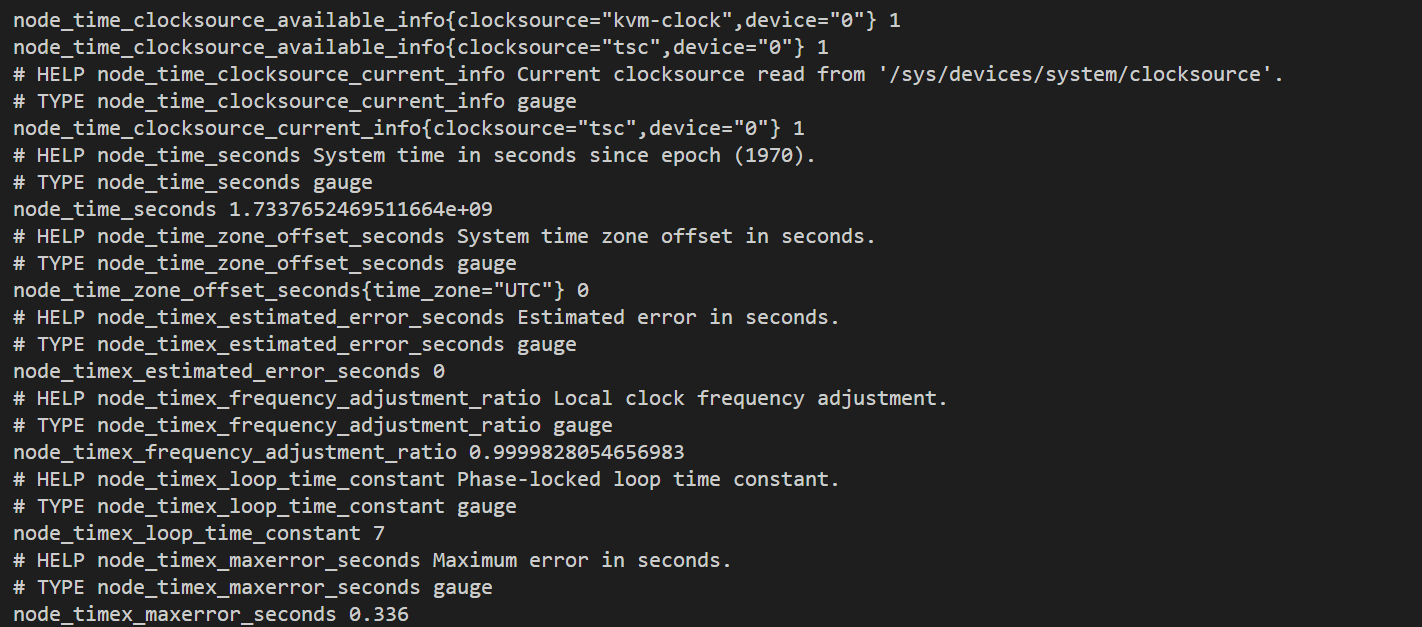 node_time_clocksource_available_info{clocksource="kvm-clock",device="0"} 1
node_time_clocksource_available_info{clocksource="tsc",device="0"} 1
# HELP node_time_clocksource_current_info Current clocksource read from '/sys/devices/system/clocksource'.
# TYPE node_time_clocksource_current_info gauge
node_time_clocksource_current_info{clocksource="tsc",device="0"} 1
# HELP node_time_seconds System time in seconds since epoch (1970).
# TYPE node_time_seconds gauge
node_time_seconds 1.7337652469511664e+09
# HELP node_time_zone_offset_seconds System time zone offset in seconds.
# TYPE node_time_zone_offset_seconds gauge
node_time_zone_offset_seconds{time_zone="UTC"} 0
# HELP node_timex_estimated_error_seconds Estimated error in seconds.
# TYPE node_timex_estimated_error_seconds gauge
node_timex_estimated_error_seconds 0
# HELP node_timex_frequency_adjustment_ratio Local clock frequency adjustment.
# TYPE node_timex_frequency_adjustment_ratio gauge
node_timex_frequency_adjustment_ratio 0.9999828054656983
# HELP node_timex_loop_time_constant Phase-locked loop time constant.
# TYPE node_timex_loop_time_constant gauge
node_timex_loop_time_constant 7
# HELP node_timex_maxerror_seconds Maximum error in seconds.
# TYPE node_timex_maxerror_seconds gauge
node_timex_maxerror_seconds 0.336